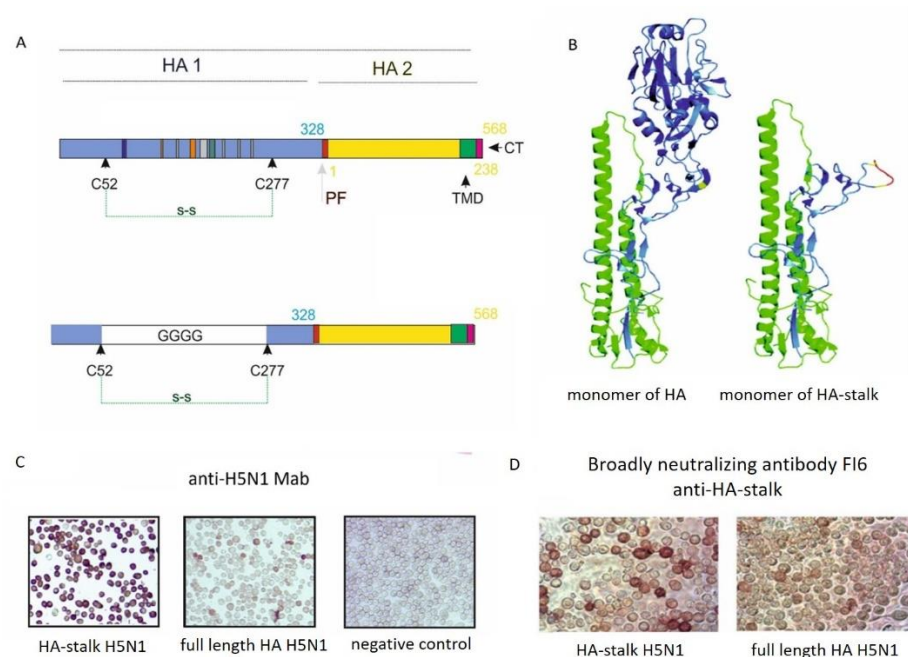 A
HA 1
HA 2
328
568
CT
C52
C277
1
238
PF
TMD
s-s
328
568
GGGG
C52
C277
s-s
B
monomer of HA
monomer of HA-stalk
C
anti-H5N1 Mab
HA-stalk H5N1
full length HA H5N1
negative control
D
Broadly neutralizing antibody FI6
anti-HA-stalk
HA-stalk H5N1
full length HA H5N1